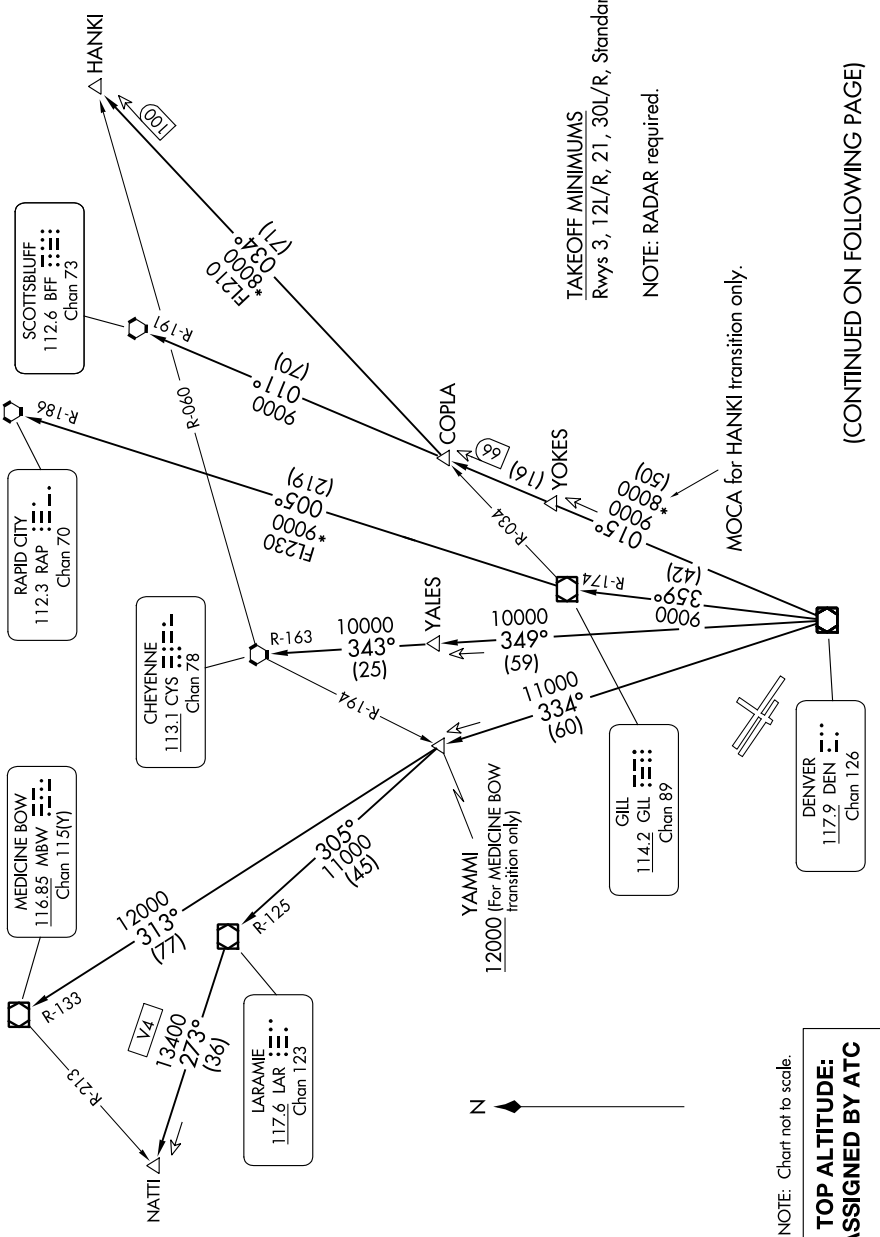 HANKI
100
SCOTTSBLUFF
112.6 BFF
Chan 73
R-191
FL210
*8000
034°
(71)
RAPID CITY
112.3 RAP
Chan 70
R-186
R-060
9000
011°
(70)
FL230
*9000
005°
(219)
COPLA
66
(16)
YOKES
R-034
015°
9000
*8000
(50)
MOCA for HANKI transition only.
TAKEOFF MINIMUMS
Rwys 3, 12L/R, 21, 30L/R,
NOTE: RADAR required.
CHEYENNE
113.1 CYS
Chan 78
R-163
10000
343°
(25)
YALES
10000
349°
(59)
R-174
9000
359°
(42)
R-194
11000
334°
(60)
MEDICINE BOW
116.85 MBW
Chan 115(Y)
R-133
12000
313°
(77)
305°
11000
(45)
R-125
YAMMI
12000 (For MEDICINE BOW
transition only)
R-213
V4
13400
273°
(36)
NATTI
LARAMIE
117.6 LAR
Chan 123
GILL
114.2 GLL
Chan 89
DENVER
117.9 DEN
Chan 126
N
NOTE: Chart not to scale.
TOP ALTITUDE:
ASSIGNED BY ATC
(CONTINUED ON FOLLOWING PAGE)